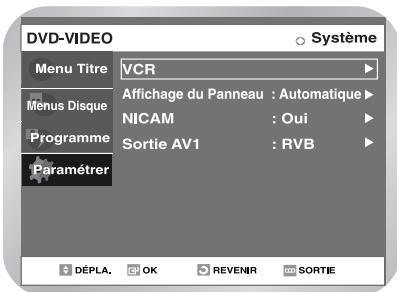 DVD-VIDEO Système
Menu Titre VCR
Menus Disque Affichage du Panneau : Automatique
Programme NICAM : Oui
Paramétrer Sortie AV1 : RVB
DÉPLA. OK REVENIR SORTIE